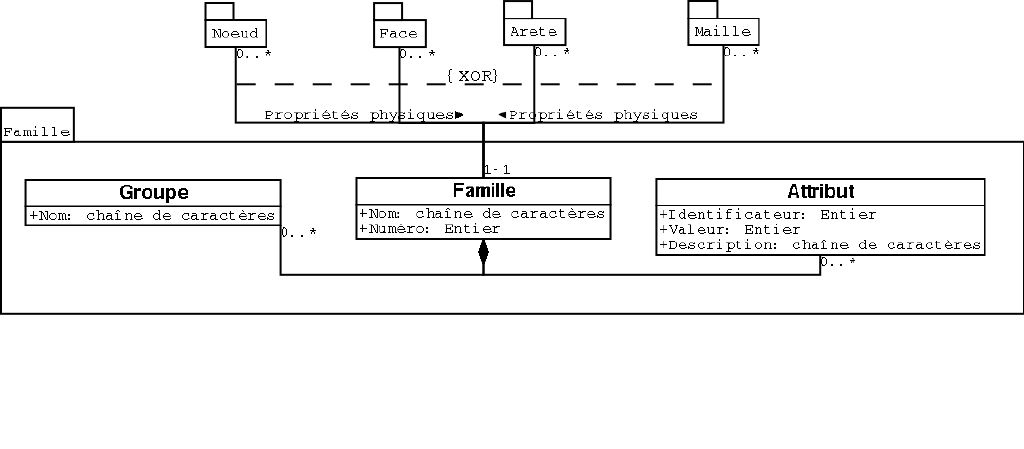 Noeud
Face
Arete
Maille
0..*
0..*
0..*
0..*
{ XOR}
Propriétés physiques
Propriétés physiques
Famille
1-1
Groupe
+Nom: chaîne de caractères
0..*
Famille
+Nom: chaîne de caractères
+Numéro: Entier
Attribut
+Identificateur: Entier
+Valeur: Entier
+Description: chaîne de caractères
0..*